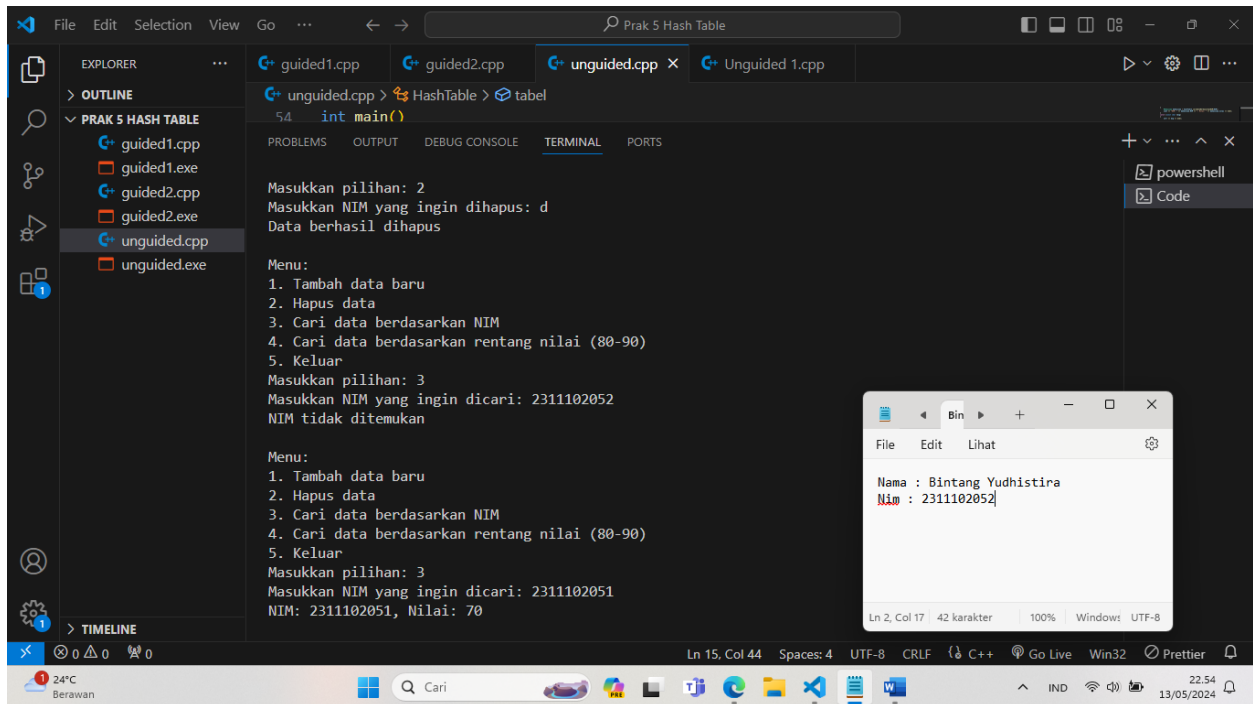 File Edit Selection View Go ··· Prak 5 Hash Table
EXPLORER ···
guided1.cpp guided2.cpp unguided.cpp Unguided 1.cpp
OUTLINE
unguided.cpp > HashTable > tabel
PRAK 5 HASH TABLE
54 int main()
guided1.cpp
guided1.exe
guided2.cpp
guided2.exe
unguided.cpp
unguided.exe
TIMELINE
PROBLEMS OUTPUT DEBUG CONSOLE TERMINAL PORTS
powershell
Code
Masukkan pilihan: 2
Masukkan NIM yang ingin dihapus: d
Data berhasil dihapus
Menu:
1. Tambah data baru
2. Hapus data
3. Cari data berdasarkan NIM
4. Cari data berdasarkan rentang nilai (80-90)
5. Keluar
Masukkan pilihan: 3
Masukkan NIM yang ingin dicari: 2311102052
NIM tidak ditemukan
Menu:
1. Tambah data baru
2. Hapus data
3. Cari data berdasarkan NIM
4. Cari data berdasarkan rentang nilai (80-90)
5. Keluar
Masukkan pilihan: 3
Masukkan NIM yang ingin dicari: 2311102051
NIM: 2311102051, Nilai: 70
Bin
File Edit Lihat
Nama : Bintang Yudhistira
Nim : 2311102052
Ln 2, Col 17 42 karakter 100% Windows UTF-8
1
1
0 0 0 Ln 15, Col 44 Spaces: 4 UTF-8 CRLF C++ Go Live Win32 Prettier
1 24°C
Berawan
Cari
PRE
IND
22.54
13/05/2024